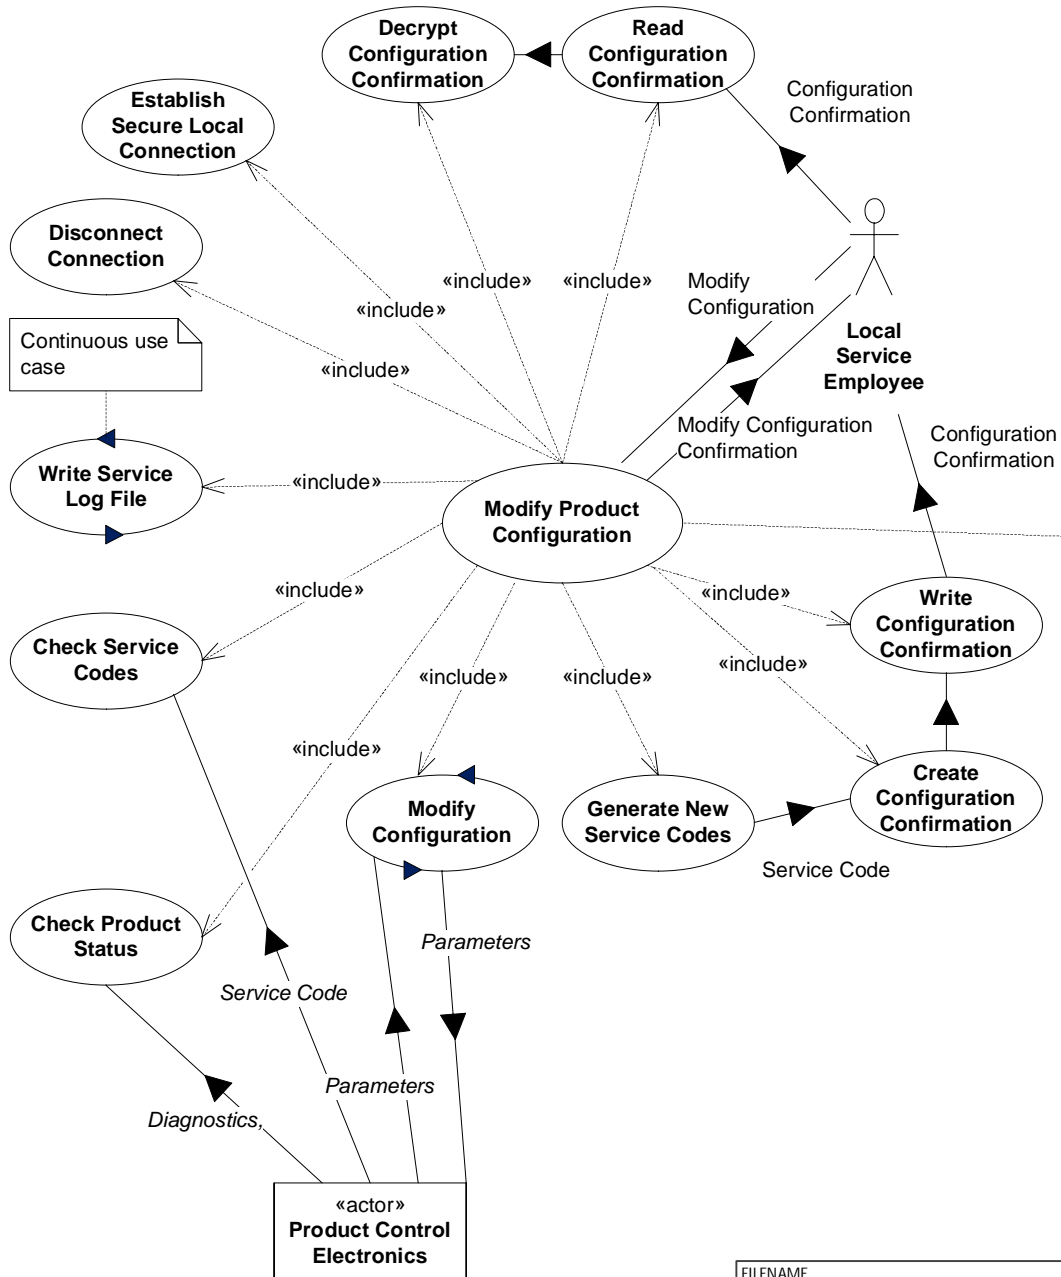 Decrypt
Configuration
Confirmation
Read
Configuration
Confirmation
Configuration
Confirmation
Establish
Secure Local
Connection
Disconnect
Connection
«include»
«include»
«include»
«include»
Modify
Configuration
Local
Service
Employee
Continuous use
case
Modify Configuration
Confirmation
Configuration
Confirmation
Write Service
Log File
«include»
Modify Product
Configuration
«include»
«include»
Write
Configuration
Confirmation
Check Service
Codes
«include»
«include»
«include»
«include»
Modify
Configuration
Generate New
Service Codes
Create
Configuration
Confirmation
Service Code
Check Product
Status
Parameters
Service Code
Parameters
Diagnostics,
«actor»
Product Control
Electronics
FILENAME